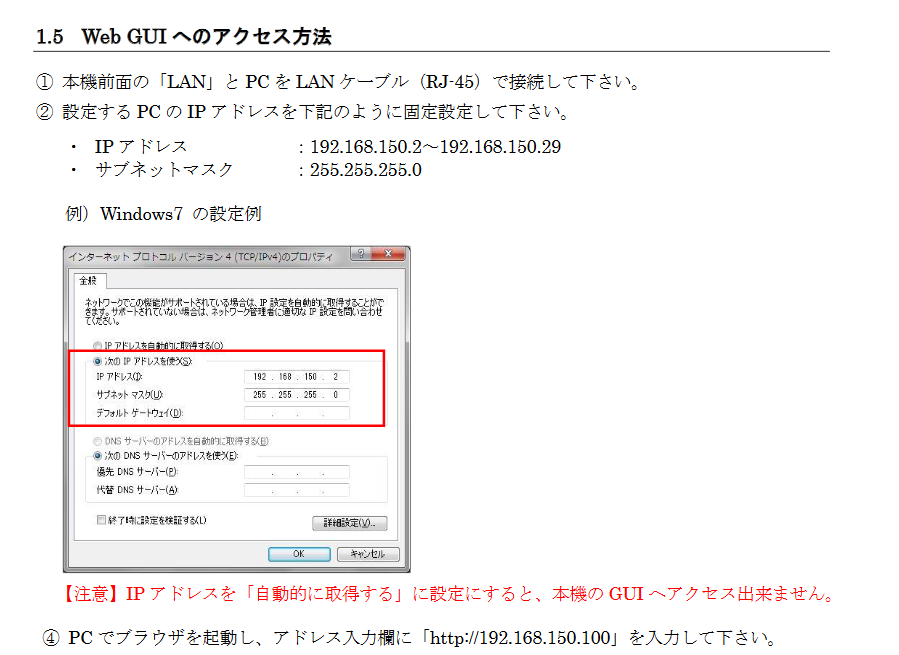 1.5 Web GUI へのアクセス方法
① 本機前面の「LAN」と PC を LAN ケーブル（RJ-45）で接続して下さい。
② 設定する PC の IP アドレスを下記のように固定設定して下さい。
・ IP アドレス : 192.168.150.2～192.168.150.29
・ サブネットマスク : 255.255.255.0
例）Windows7 の設定例
インターネット プロトコル バージョン 4 (TCP/IPv4)のプロパティ
全般
ネットワークでこの機能がサポートされている場合は、IP 設定を自動的に取得することがで
きます。サポートされていない場合は、ネットワーク管理者に適切な IP 設定を問い合わせ
てください。
IP アドレスを自動的に取得する(O)
次の IP アドレスを使う(S):
IP アドレス(I): 192 . 168 . 150 . 2
サブネット マスク(U): 255 . 255 . 255 . 0
デフォルト ゲートウェイ(D): . . .
DNS サーバーのアドレスを自動的に取得する(B)
次の DNS サーバーのアドレスを使う(E):
優先 DNS サーバー(P): . . .
代替 DNS サーバー(A): . . .
終了時に設定を検証する(L)
詳細設定(V)...
OK キャンセル
【注意】IP アドレスを「自動的に取得する」に設定にすると、本機の GUI へアクセス出来ません。
④ PC でブラウザを起動し、アドレス入力欄に「http://192.168.150.100」を入力して下さい。